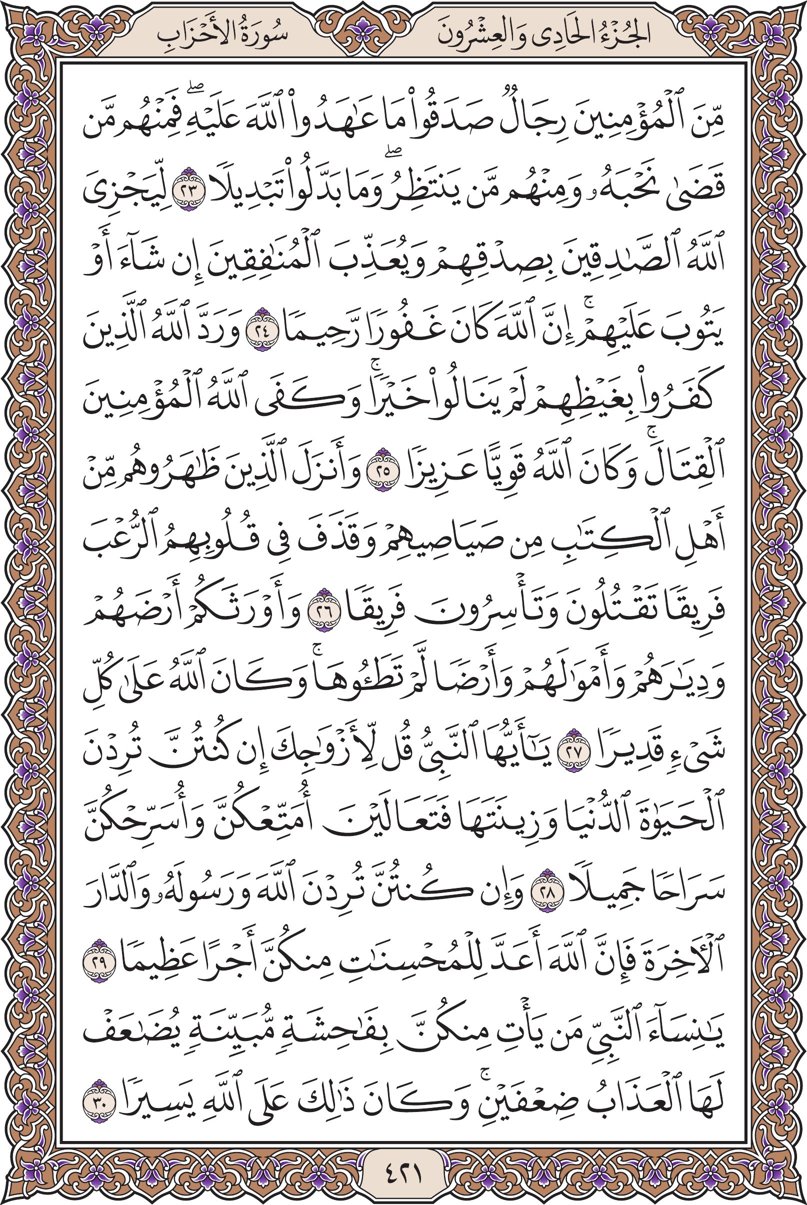 الجُزْءُ الحَادِى وَالعِشْرُونَ
سُورَةُ الأَحْزَابِ
مِّنَ ٱلْمُؤْمِنِينَ رِجَالٌۭ صَدَقُوا۟ مَا عَـٰهَدُوا۟ ٱللَّهَ عَلَيْهِ ۖ فَمِنْهُم مَّن
قَضَىٰ نَحْبَهُۥ وَمِنْهُم مَّن يَنتَظِرُ ۖ وَمَا بَدَّلُوا۟ تَبْدِيلًۭا ٢٣ لِّيَجْزِىَ
ٱللَّهُ ٱلصَّـٰدِقِينَ بِصِدْقِهِمْ وَيُعَذِّبَ ٱلْمُنَـٰفِقِينَ إِن شَآءَ أَوْ
يَتُوبَ عَلَيْهِمْ ۚ إِنَّ ٱللَّهَ كَانَ غَفُورًۭا رَّحِيمًۭا ٢٤ وَرَدَّ ٱللَّهُ ٱلَّذِينَ
كَفَرُوا۟ بِغَيْظِهِمْ لَمْ يَنَالُوا۟ خَيْرًۭا ۚ وَكَفَى ٱللَّهُ ٱلْمُؤْمِنِينَ
ٱلْقِتَالَ ۚ وَكَانَ ٱللَّهُ قَوِيًّا عَزِيزًۭا ٢٥ وَأَنزَلَ ٱلَّذِينَ ظَـٰهَرُوهُم مِّنْ
أَهْلِ ٱلْكِتَـٰبِ مِن صَيَاصِيهِمْ وَقَذَفَ فِى قُلُوبِهِمُ ٱلرُّعْبَ
فَرِيقًۭا تَقْتُلُونَ وَتَأْسِرُونَ فَرِيقًۭا ٢٦ وَأَوْرَثَكُمْ أَرْضَهُمْ
وَدِيَـٰرَهُمْ وَأَمْوَٰلَهُمْ وَأَرْضًۭا لَّمْ تَطَـُٔوهَا ۚ وَكَانَ ٱللَّهُ عَلَىٰ كُلِّ
شَىْءٍۢ قَدِيرًۭا ٢٧ يَـٰٓأَيُّهَا ٱلنَّبِىُّ قُل لِّأَزْوَٰجِكَ إِن كُنتُنَّ تُرِدْنَ
ٱلْحَيَوٰةَ ٱلدُّنْيَا وَزِينَتَهَا فَتَعَالَيْنَ أُمَتِّعْكُنَّ وَأُسَرِّحْكُنَّ
سَرَاحًۭا جَمِيلًۭا ٢٨ وَإِن كُنتُنَّ تُرِدْنَ ٱللَّهَ وَرَسُولَهُۥ وَٱلدَّارَ
ٱلْـَٔاخِرَةَ فَإِنَّ ٱللَّهَ أَعَدَّ لِلْمُحْسِنَـٰتِ مِنكُنَّ أَجْرًا عَظِيمًۭا ٢٩
يَـٰنِسَآءَ ٱلنَّبِىِّ مَن يَأْتِ مِنكُنَّ بِفَـٰحِشَةٍۢ مُّبَيِّنَةٍۢ يُضَـٰعَفْ
لَهَا ٱلْعَذَابُ ضِعْفَيْنِ ۚ وَكَانَ ذَٰلِكَ عَلَى ٱللَّهِ يَسِيرًۭا ٣٠
٤٢١